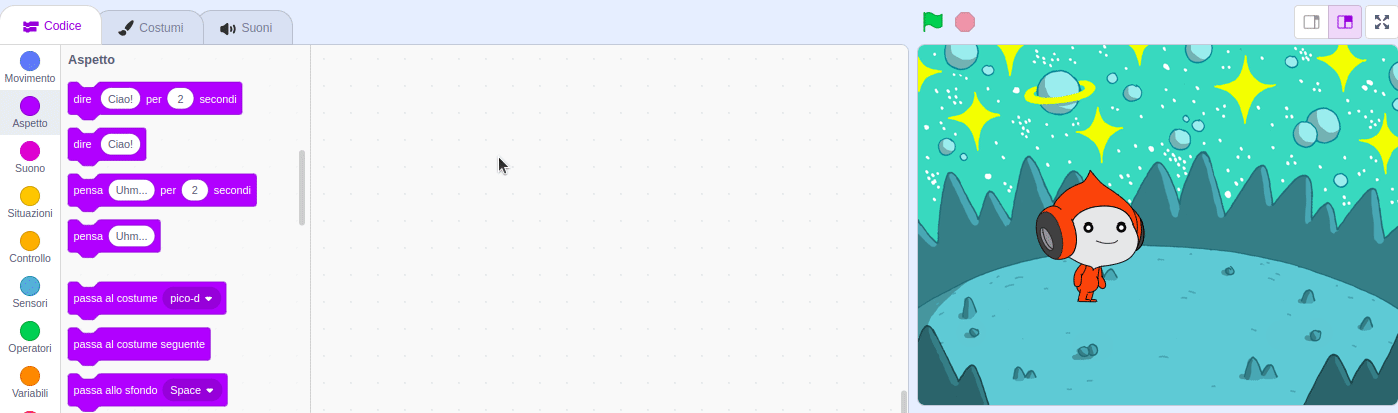 Codice
Costumi
Suoni
Movimento
Aspetto
Suono
Situazioni
Controllo
Sensori
Operatori
Variabili
Aspetto
dire Ciao! per 2 secondi
dire Ciao!
pensa Uhm... per 2 secondi
pensa Uhm...
passa al costume pico-d
passa al costume seguente
passa allo sfondo Space